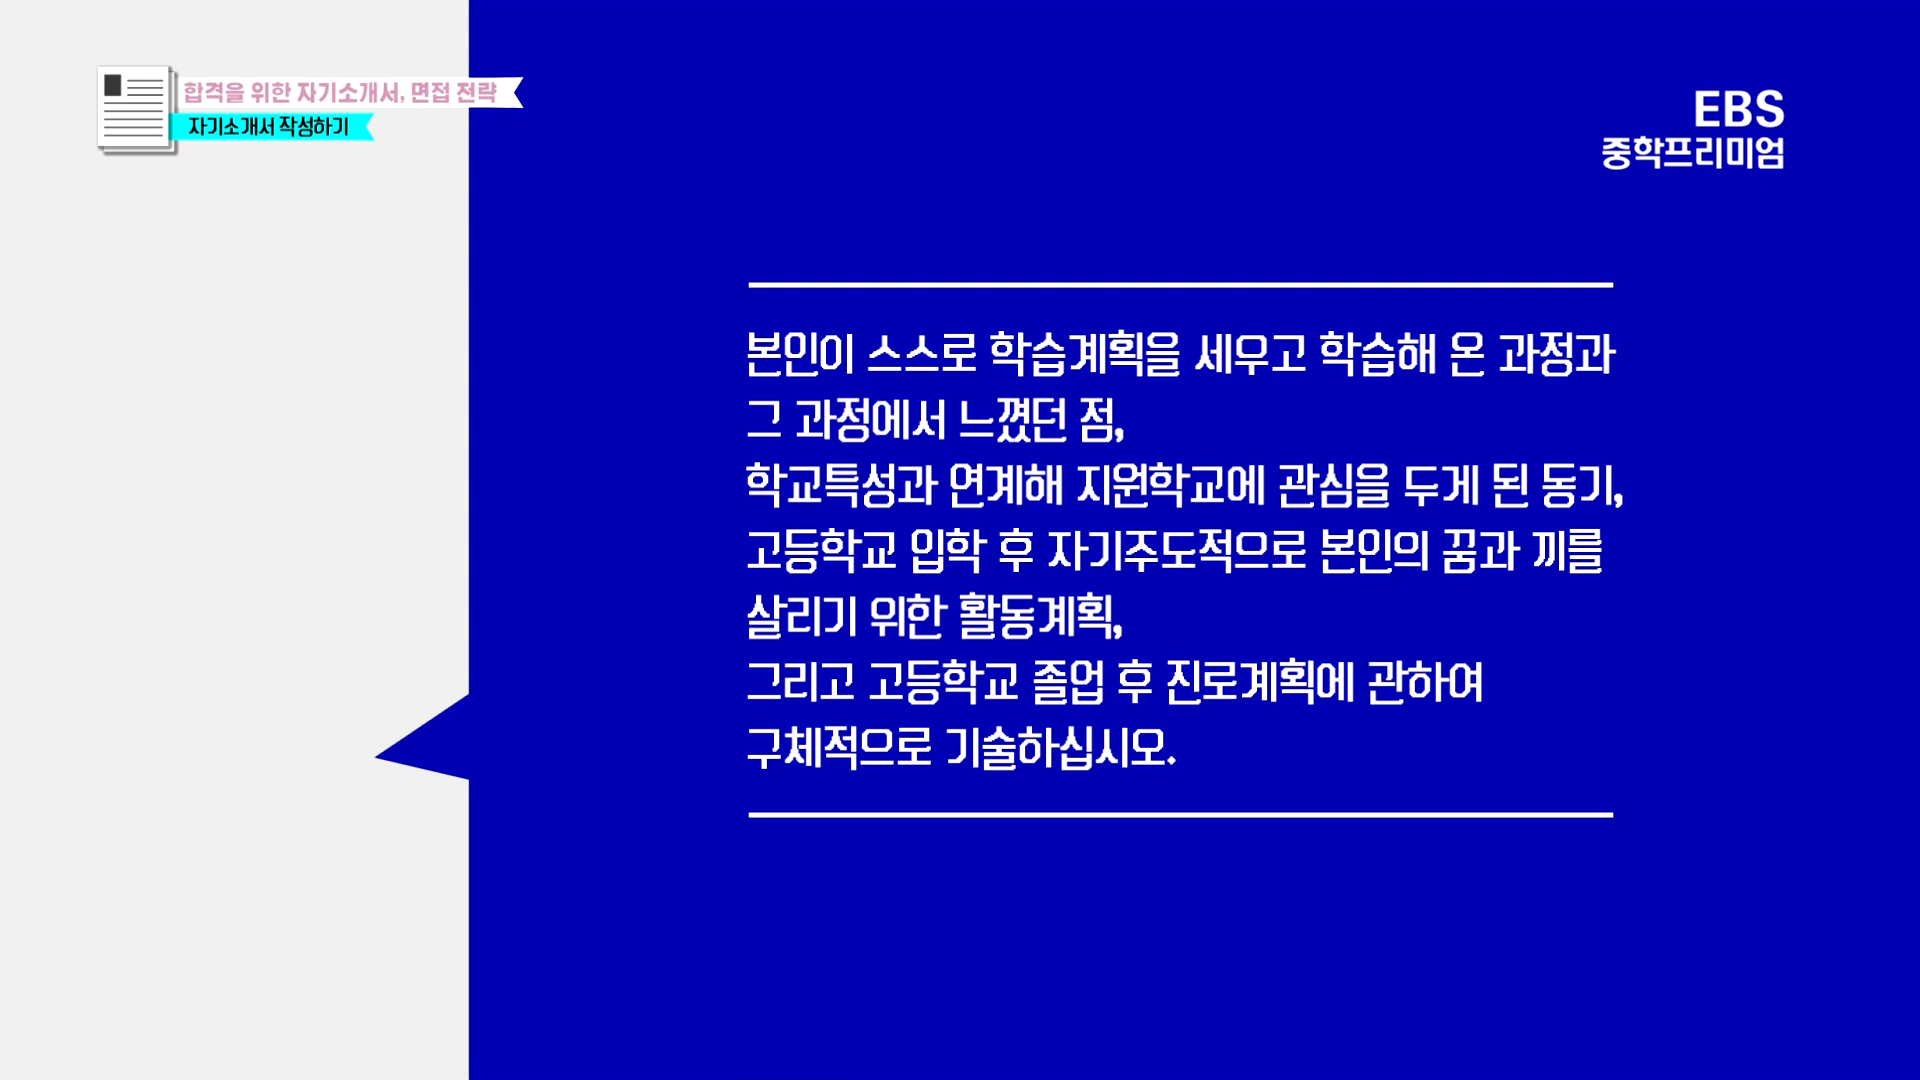 합격을 위한 자기소개서, 면접 전략
자기소개서 작성하기
EBS
중학프리미엄
본인이 스스로 학습계획을 세우고 학습해 온 과정과
그 과정에서 느꼈던 점,
학교특성과 연계해 지원학교에 관심을 두게 된 동기,
고등학교 입학 후 자기주도적으로 본인의 꿈과 끼를
살리기 위한 활동계획,
그리고 고등학교 졸업 후 진로계획에 관하여
구체적으로 기술하십시오.